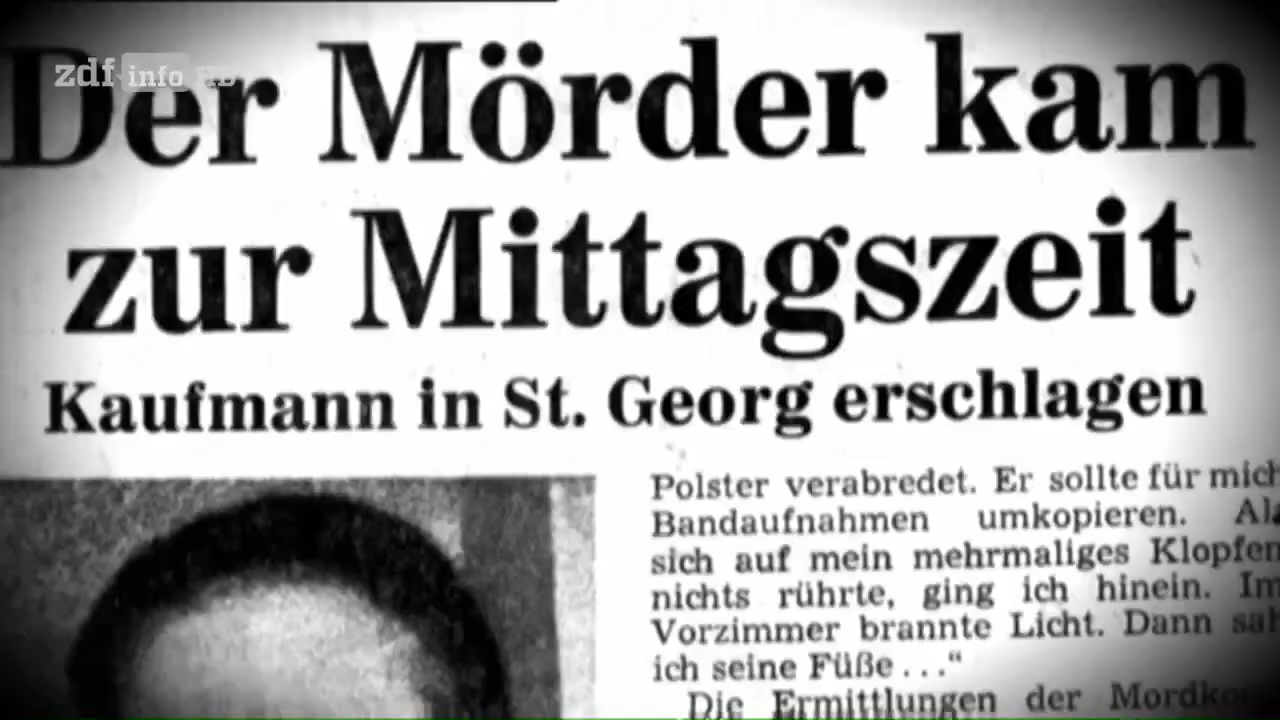 zdf info HD
Der Mörder kam
zur Mittagszeit
Kaufmann in St. Georg erschlagen
Polster verabredet. Er sollte für mich
Bandaufnahmen umkopieren.
sich auf mein mehrmaliges Klopfen
nichts rührte, ging ich hinein. Im
Vorzimmer brannte Licht. Dann
ich seine Füße . . .“
Die Ermittlungen der